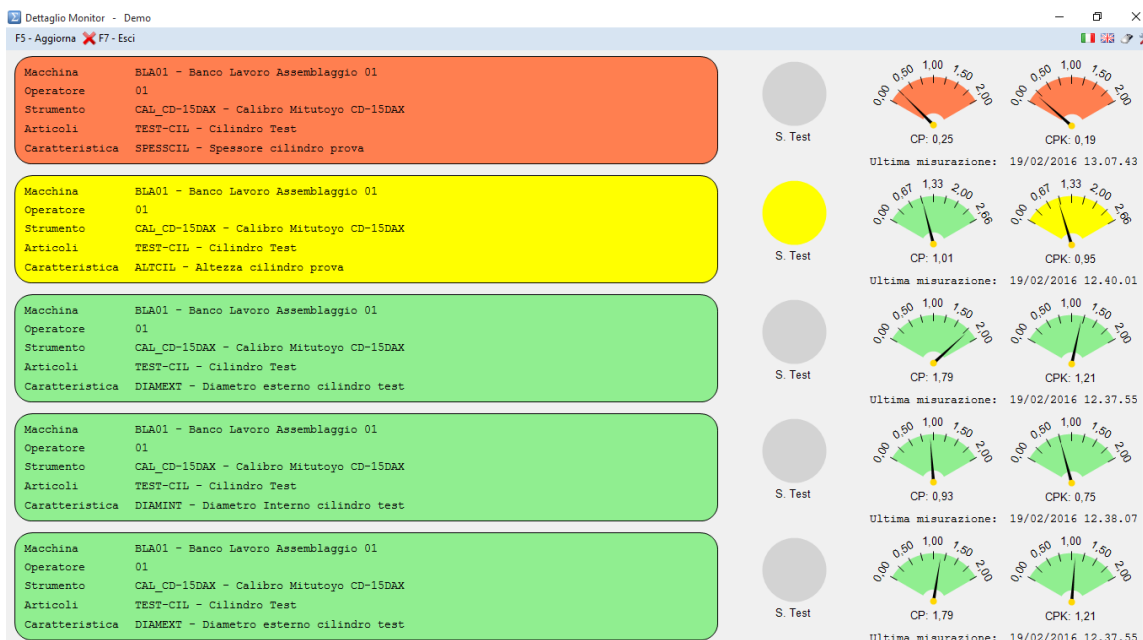 Dettaglio Monitor - Demo
F5 - Aggiorna F7 - Esci
Macchina BLA01 - Banco Lavoro Assemblaggio 01
Operatore 01
Strumento CAL_CD-15DAX - Calibro Mitutoyo CD-15DAX
Articoli TEST-CIL - Cilindro Test
Caratteristica SPESSCIL - Spessore cilindro prova
S. Test
0,00 0,50 1,00 1,50 2,00
CP: 0,25
0,00 0,50 1,00 1,50 2,00
CPK: 0,19
Ultima misurazione: 19/02/2016 13.07.43
Macchina BLA01 - Banco Lavoro Assemblaggio 01
Operatore 01
Strumento CAL_CD-15DAX - Calibro Mitutoyo CD-15DAX
Articoli TEST-CIL - Cilindro Test
Caratteristica ALTCIL - Altezza cilindro prova
S. Test
0,00 0,67 1,33 2,00 2,66
CP: 1,01
0,00 0,67 1,33 2,00 2,66
CPK: 0,95
Ultima misurazione: 19/02/2016 12.40.01
Macchina BLA01 - Banco Lavoro Assemblaggio 01
Operatore 01
Strumento CAL_CD-15DAX - Calibro Mitutoyo CD-15DAX
Articoli TEST-CIL - Cilindro Test
Caratteristica DIAMEXT - Diametro esterno cilindro test
S. Test
0,00 0,50 1,00 1,50 2,00
CP: 1,79
0,00 0,50 1,00 1,50 2,00
CPK: 1,21
Ultima misurazione: 19/02/2016 12.37.55
Macchina BLA01 - Banco Lavoro Assemblaggio 01
Operatore 01
Strumento CAL_CD-15DAX - Calibro Mitutoyo CD-15DAX
Articoli TEST-CIL - Cilindro Test
Caratteristica DIAMINT - Diametro Interno cilindro test
S. Test
0,00 0,50 1,00 1,50 2,00
CP: 0,93
0,00 0,50 1,00 1,50 2,00
CPK: 0,75
Ultima misurazione: 19/02/2016 12.38.07
Macchina BLA01 - Banco Lavoro Assemblaggio 01
Operatore 01
Strumento CAL_CD-15DAX - Calibro Mitutoyo CD-15DAX
Articoli TEST-CIL - Cilindro Test
Caratteristica DIAMEXT - Diametro esterno cilindro test
S. Test
0,00 0,50 1,00 1,50 2,00
CP: 1,79
0,00 0,50 1,00 1,50 2,00
CPK: 1,21
Ultima misurazione: 19/02/2016 12.37.55